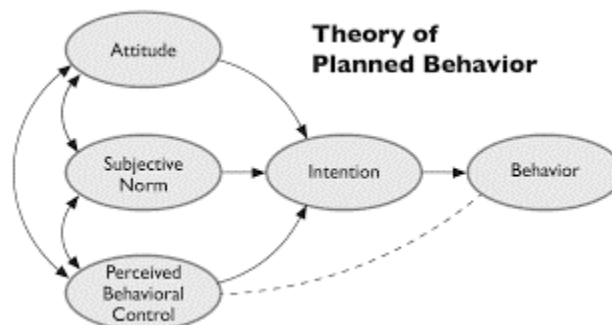 Theory of
Planned Behavior
Attitude
Subjective
Norm
Intention
Behavior
Perceived
Behavioral
Control